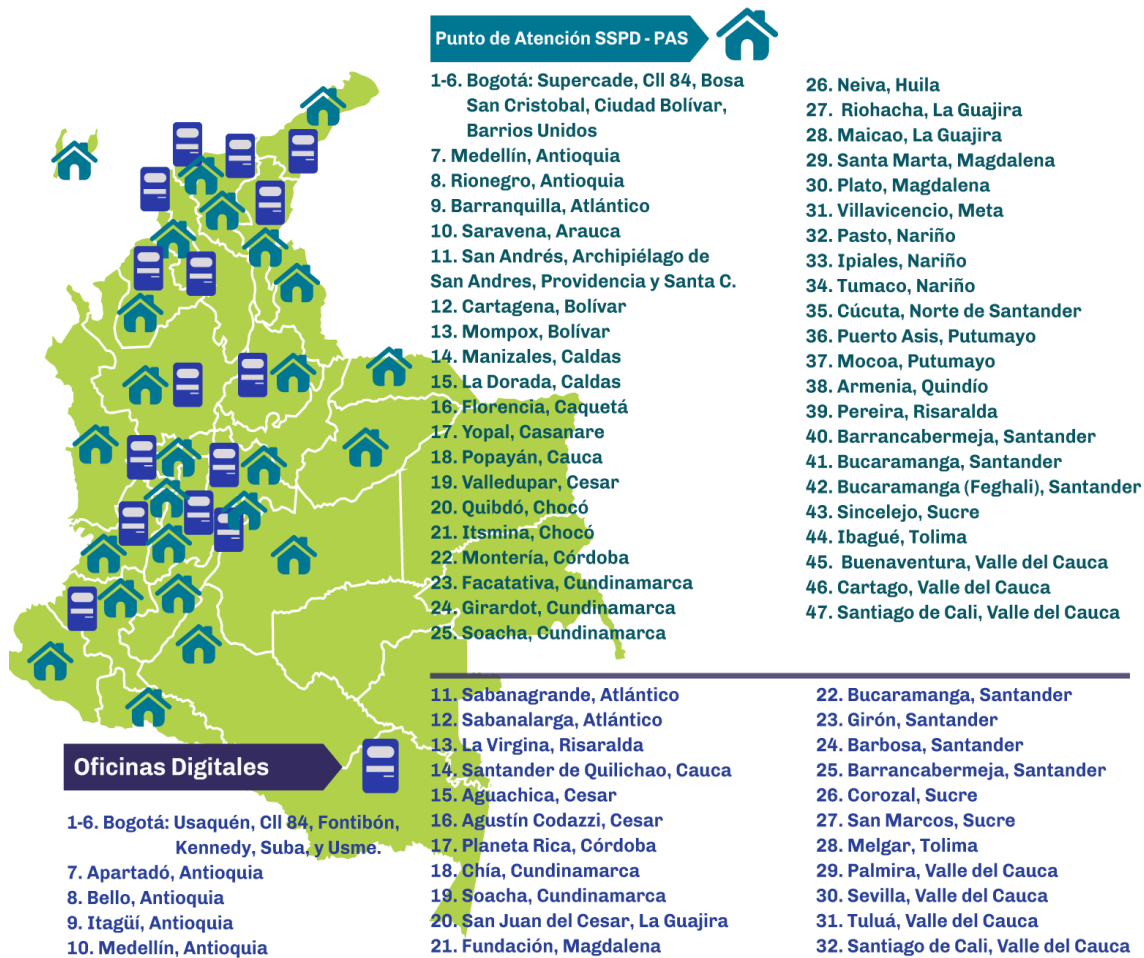 Punto de Atención SSPD - PAS
1-6. Bogotá: Supercade, Cll 84, Bosa
San Cristobal, Ciudad Bolívar,
Barrios Unidos
7. Medellín, Antioquia
8. Rionegro, Antioquia
9. Barranquilla, Atlántico
10. Saravena, Arauca
11. San Andrés, Archipiélago de
San Andres, Providencia y Santa C.
12. Cartagena, Bolívar
13. Mompox, Bolívar
14. Manizales, Caldas
15. La Dorada, Caldas
16. Florencia, Caquetá
17. Yopal, Casanare
18. Popayán, Cauca
19. Valledupar, Cesar
20. Quibdó, Chocó
21. Itsmina, Chocó
22. Montería, Córdoba
23. Facatativa, Cundinamarca
24. Girardot, Cundinamarca
25. Soacha, Cundinamarca
26. Neiva, Huila
27. Riohacha, La Guajira
28. Maicao, La Guajira
29. Santa Marta, Magdalena
30. Plato, Magdalena
31. Villavicencio, Meta
32. Pasto, Nariño
33. Ipiales, Nariño
34. Tumaco, Nariño
35. Cúcuta, Norte de Santander
36. Puerto Asis, Putumayo
37. Mocoa, Putumayo
38. Armenia, Quindío
39. Pereira, Risaralda
40. Barrancabermeja, Santander
41. Bucaramanga, Santander
42. Bucaramanga (Feghali), Santander
43. Sincelejo, Sucre
44. Ibagué, Tolima
45. Buenaventura, Valle del Cauca
46. Cartago, Valle del Cauca
47. Santiago de Cali, Valle del Cauca
Oficinas Digitales
1-6. Bogotá: Usaquén, Cll 84, Fontibón,
Kennedy, Suba, y Usme.
7. Apartadó, Antioquia
8. Bello, Antioquia
9. Itagüí, Antioquia
10. Medellín, Antioquia
11. Sabanagrande, Atlántico
12. Sabanalarga, Atlántico
13. La Virgina, Risaralda
14. Santander de Quilichao, Cauca
15. Aguachica, Cesar
16. Agustín Codazzi, Cesar
17. Planeta Rica, Córdoba
18. Chía, Cundinamarca
19. Soacha, Cundinamarca
20. San Juan del Cesar, La Guajira
21. Fundación, Magdalena
22. Bucaramanga, Santander
23. Girón, Santander
24. Barbosa, Santander
25. Barrancabermeja, Santander
26. Corozal, Sucre
27. San Marcos, Sucre
28. Melgar, Tolima
29. Palmira, Valle del Cauca
30. Sevilla, Valle del Cauca
31. Tuluá, Valle del Cauca
32. Santiago de Cali, Valle del Cauca